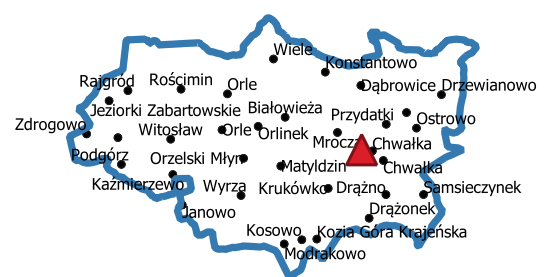 Wiele
Konstantowo
Rajgród
Rościmin
Orle
Dąbrowice
Drzewianowo
Jeziorki Zabartowskie
Białowieża
Przydatki
Ostrowo
Zdrogowo
Witosław
Orle
Orlinek
Mrocza
Chwałka
Podgórz
Orzelski Młyn
Matyldzin
Chwałka
Kaźmierzewo
Wyrza
Krukówko
Drążno
Samsieczynek
Janowo
Drążonek
Kosowo
Kozia Góra Krajeńska
Modrakowo